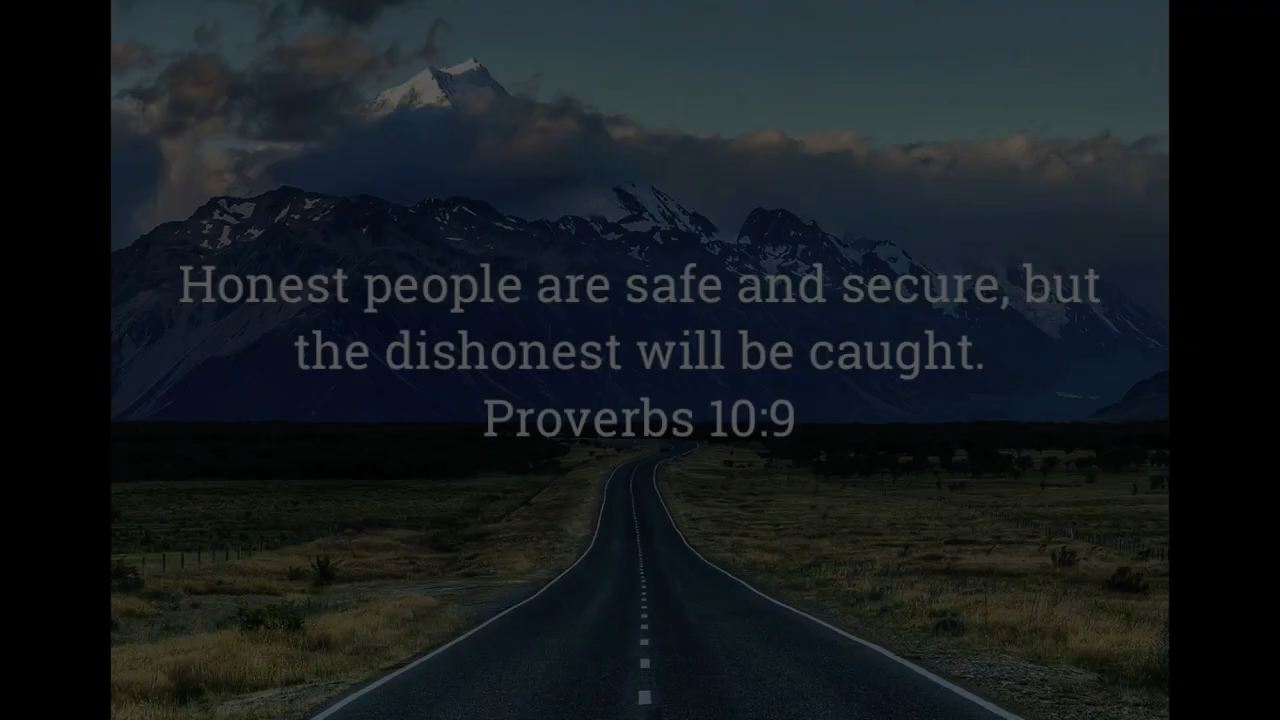 Honest people are safe and secure, but
the dishonest will be caught.
Proverbs 10:9